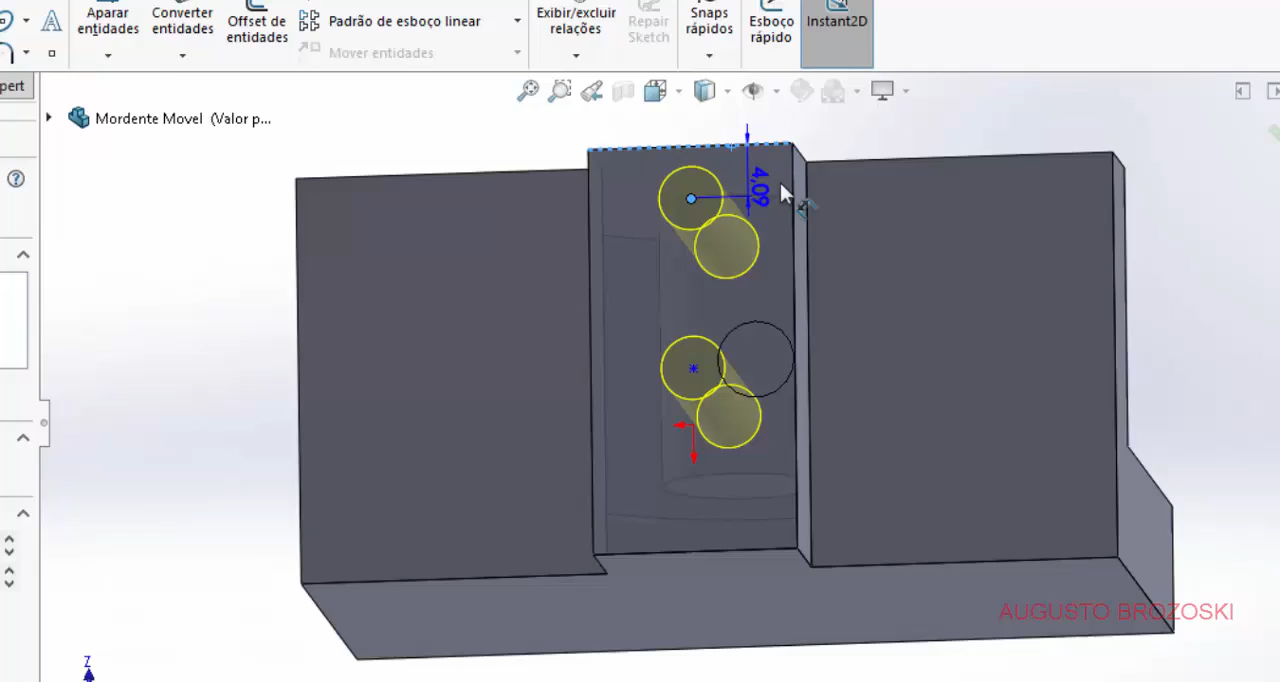 Aparar
entidades
Converter
entidades
Offset de
entidades
Padrão de esboço linear
Mover entidades
Exibir/excluir
relações
Repair
Sketch
Snaps
rápidos
Esboço
rápido
Instant2D
pert
Mordente Movel (Valor p...
4,09
AUGUSTO BROZOSKI
Z